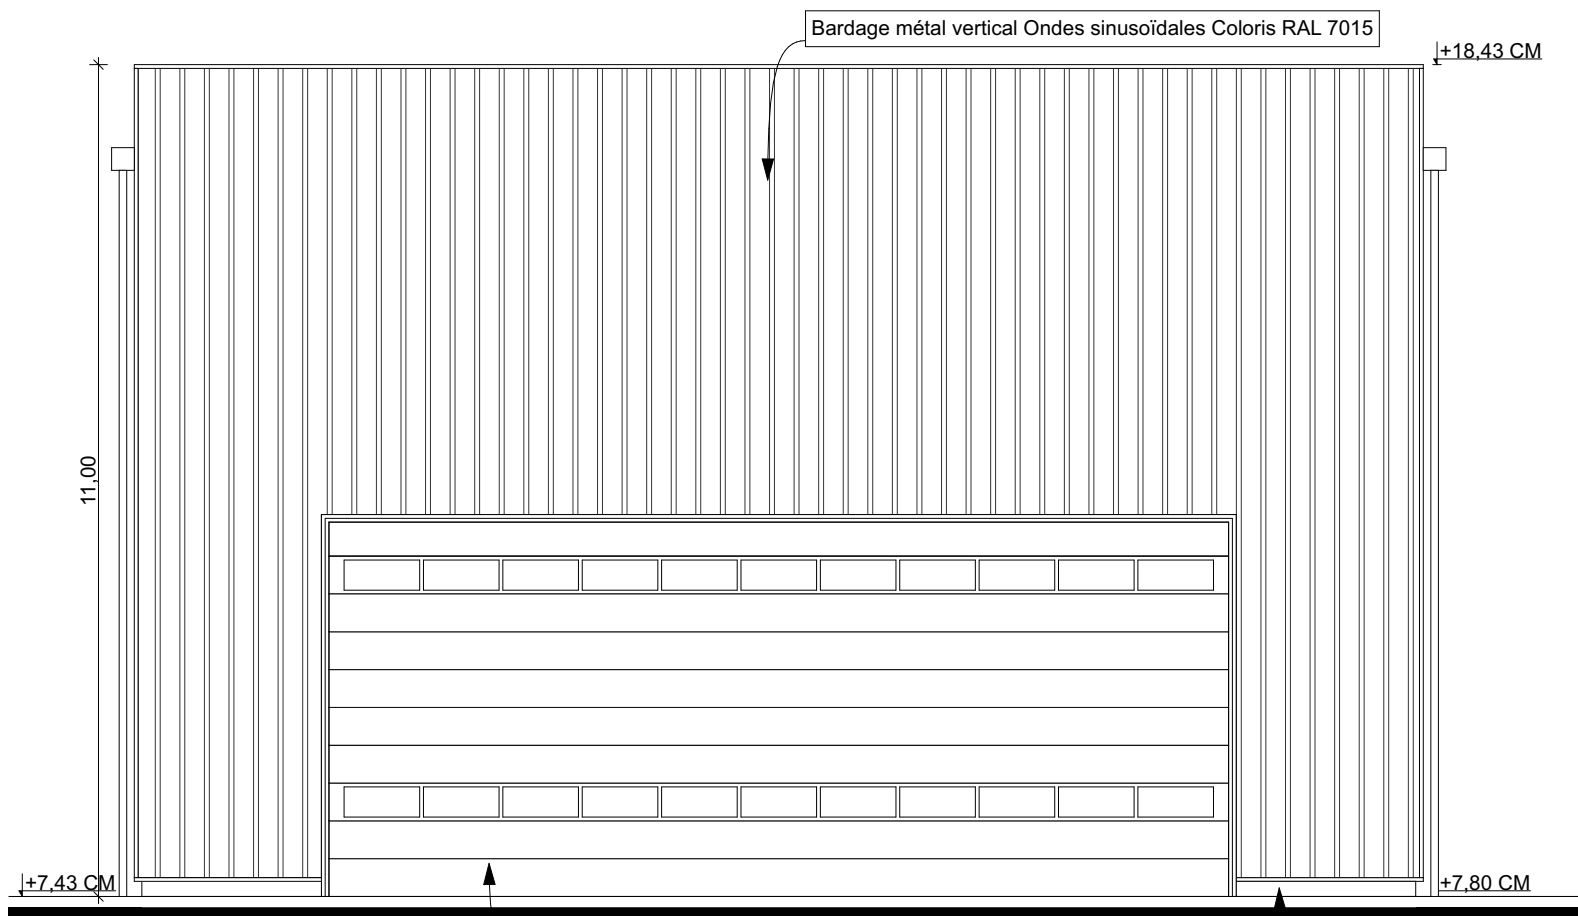 Bardage métal vertical Ondes sinusoïdales Coloris RAL 7015
+18,43 CM
11,00
+7,43 CM
+7,80 CM